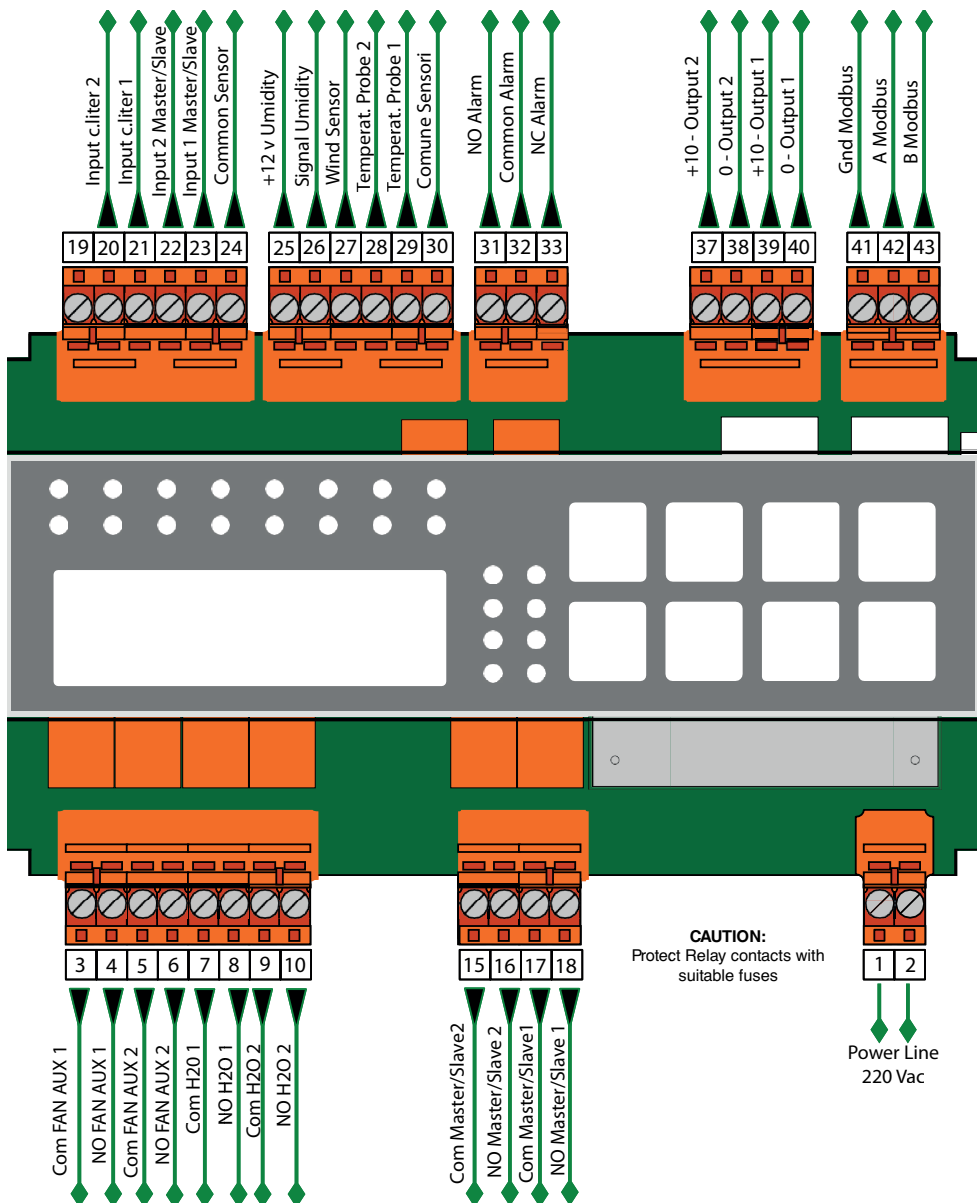 Input c.liter 2
Input c.liter 1
Input 2 Master/Slave
Input 1 Master/Slave
Common Sensor
+12 v Umidity
Signal Umidity
Wind Sensor
Temperat. Probe 2
Temperat. Probe 1
Comune Sensori
NO Alarm
Common Alarm
NC Alarm
+10 - Output 2
0 - Output 2
+10 - Output 1
0 - Output 1
Gnd Modbus
A Modbus
B Modbus
19 20 21 22 23 24
25 26 27 28 29 30
31 32 33
37 38 39 40
41 42 43
CAUTION:
Protect Relay contacts with
suitable fuses
3 4 5 6 7 8 9 10
15 16 17 18
1 2
Com FAN AUX 1
NO FAN AUX 1
Com FAN AUX 2
NO FAN AUX 2
Com H20 1
NO H2O 1
Com H2O 2
NO H2O 2
Com Master/Slave2
NO Master/Slave 2
Com Master/Slave1
NO Master/Slave 1
Power Line
220 Vac